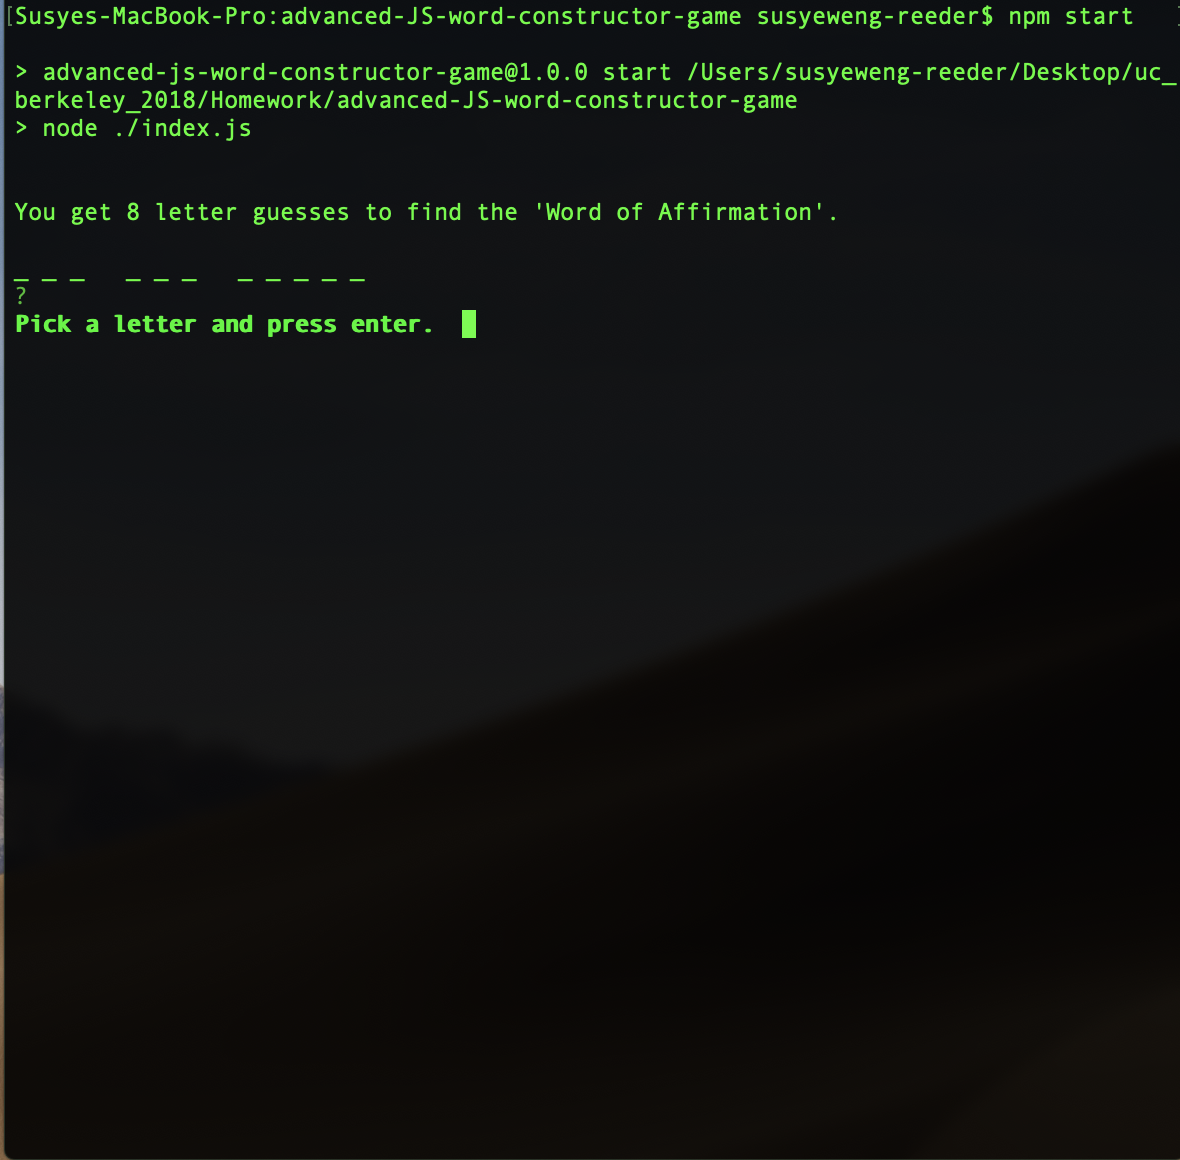 [Susyes-MacBook-Pro:advanced-JS-word-constructor-game susyeweng-reeder$ npm start ]
> advanced-js-word-constructor-game@1.0.0 start /Users/susyeweng-reeder/Desktop/uc_
berkeley_2018/Homework/advanced-JS-word-constructor-game
> node ./index.js
You get 8 letter guesses to find the 'Word of Affirmation'.
_ _ _   _ _ _   _ _ _ _ _
?
Pick a letter and press enter.